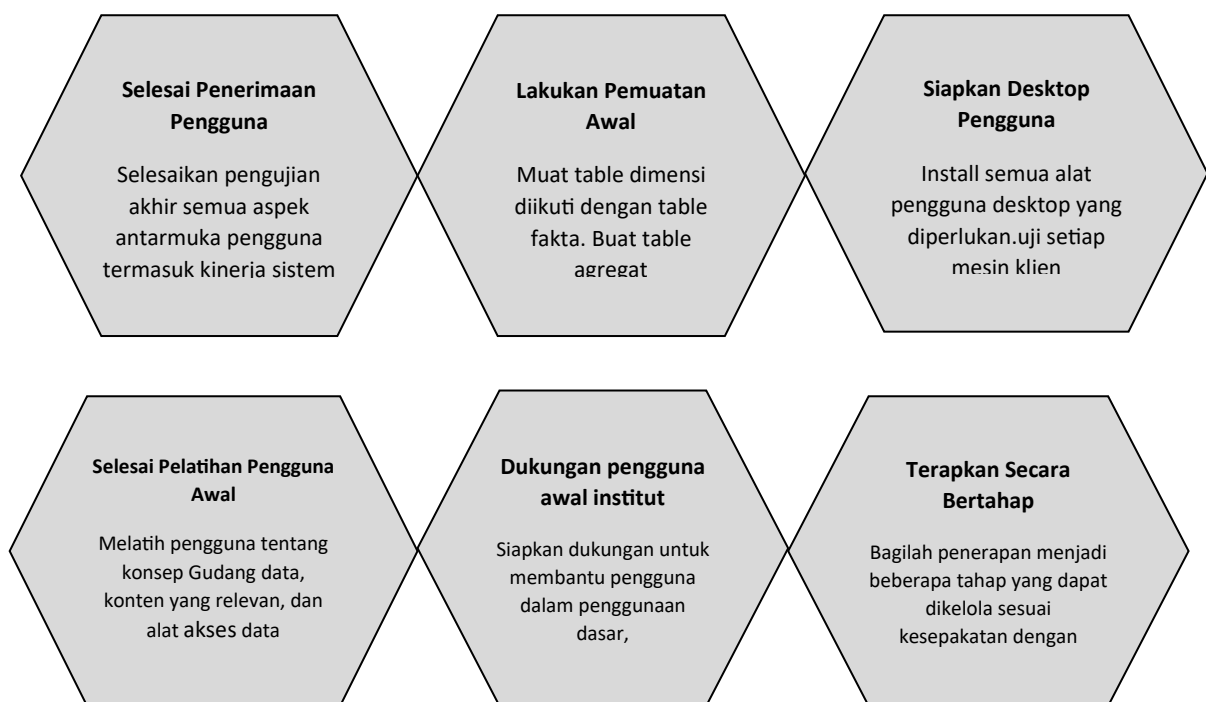 Selesai Penerimaan
Pengguna
Selesaikan pengujian
akhir semua aspek
antarmuka pengguna
termasuk kinerja sistem
Lakukan Pemuatan
Awal
Muat table dimensi
diikuti dengan table
fakta. Buat table
agregat
Siapkan Desktop
Pengguna
Install semua alat
pengguna desktop yang
diperlukan.uji setiap
mesin klien
Selesai Pelatihan Pengguna
Awal
Melatih pengguna tentang
konsep Gudang data,
konten yang relevan, dan
alat akses data
Dukungan pengguna
awal institut
Siapkan dukungan untuk
membantu pengguna
dalam penggunaan
dasar,
Terapkan Secara
Bertahap
Bagilah penerapan menjadi
beberapa tahap yang dapat
dikelola sesuai
kesepakatan dengan